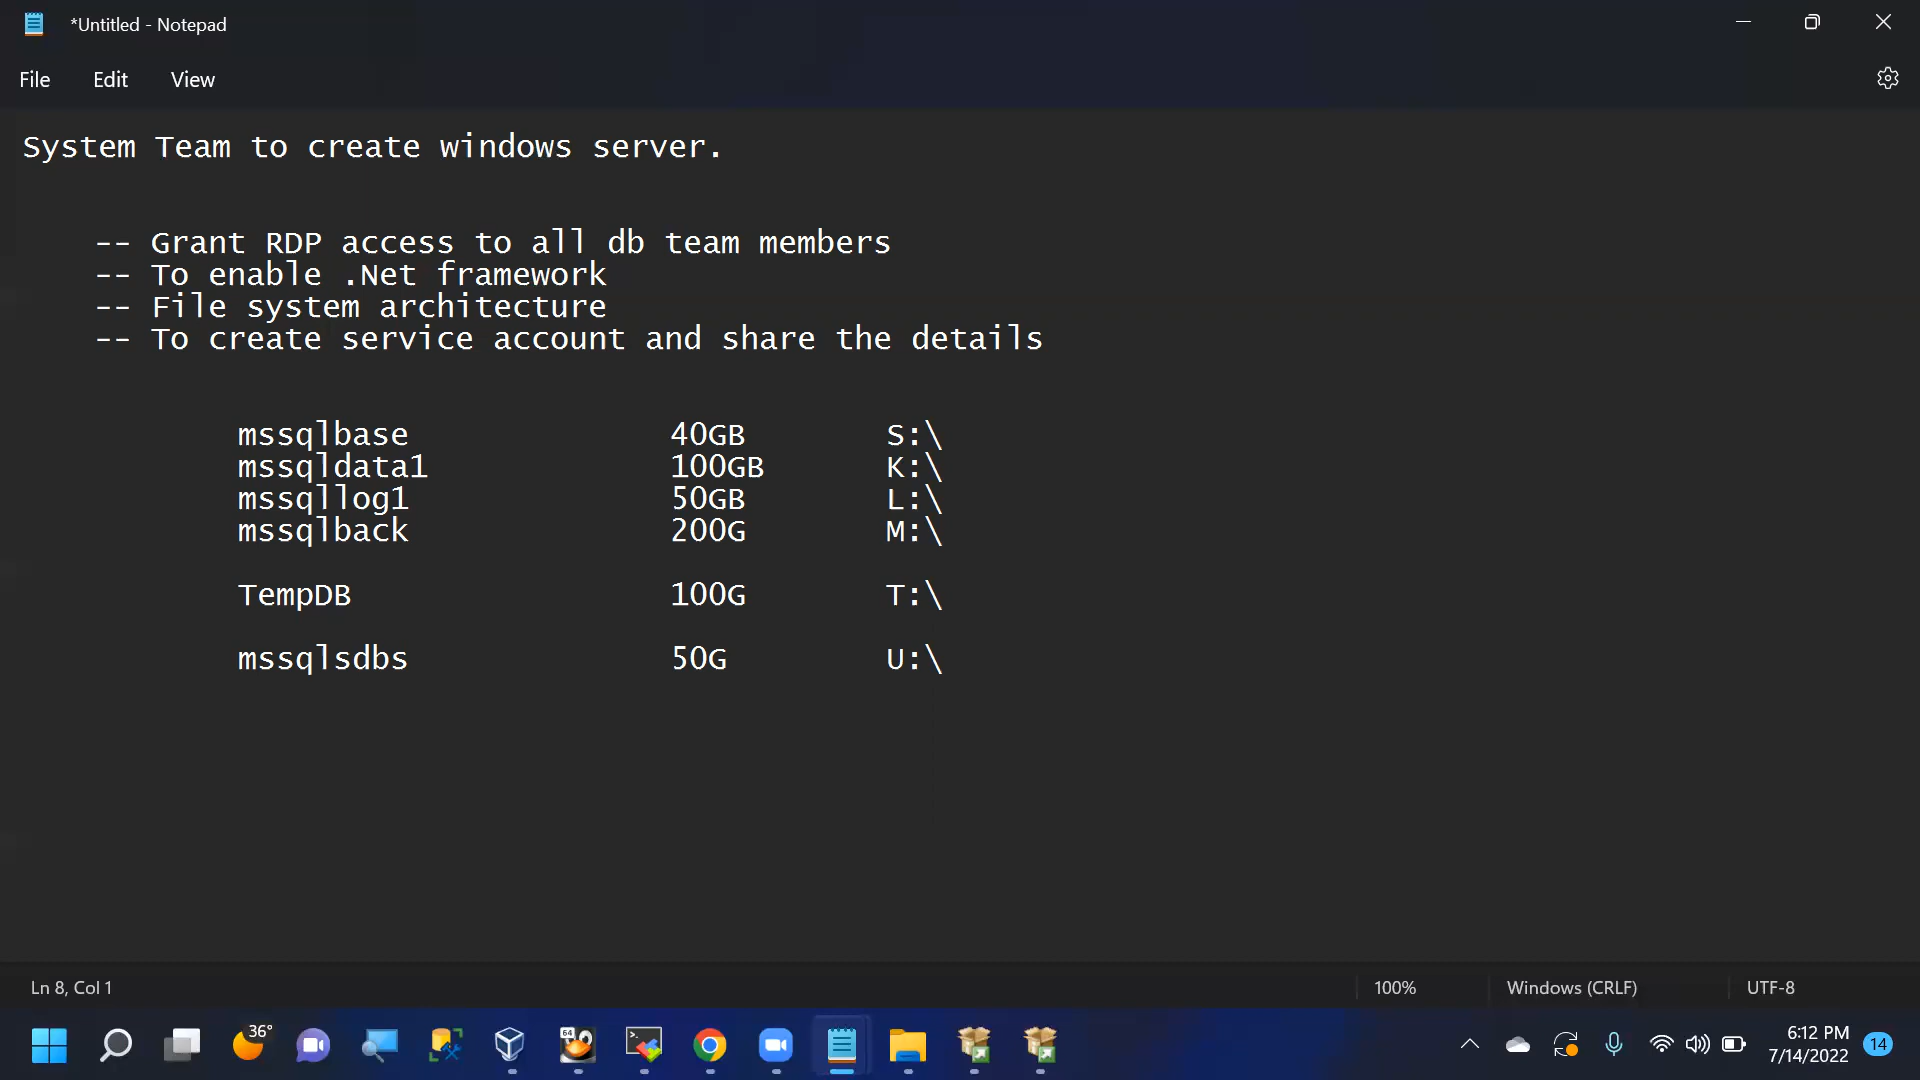 *Untitled - Notepad
File Edit View
System Team to create windows server.
-- Grant RDP access to all db team members
-- To enable .Net framework
-- File system architecture
-- To create service account and share the details
mssqlbase 40GB S:\
mssqldata1 100GB K:\
mssqllog1 50GB L:\
mssqlback 200G M:\
TempDB 100G T:\
mssqlsdbs 50G U:\
Ln 8, Col 1 100% Windows (CRLF) UTF-8
36° 64 6:12 PM
7/14/2022 14